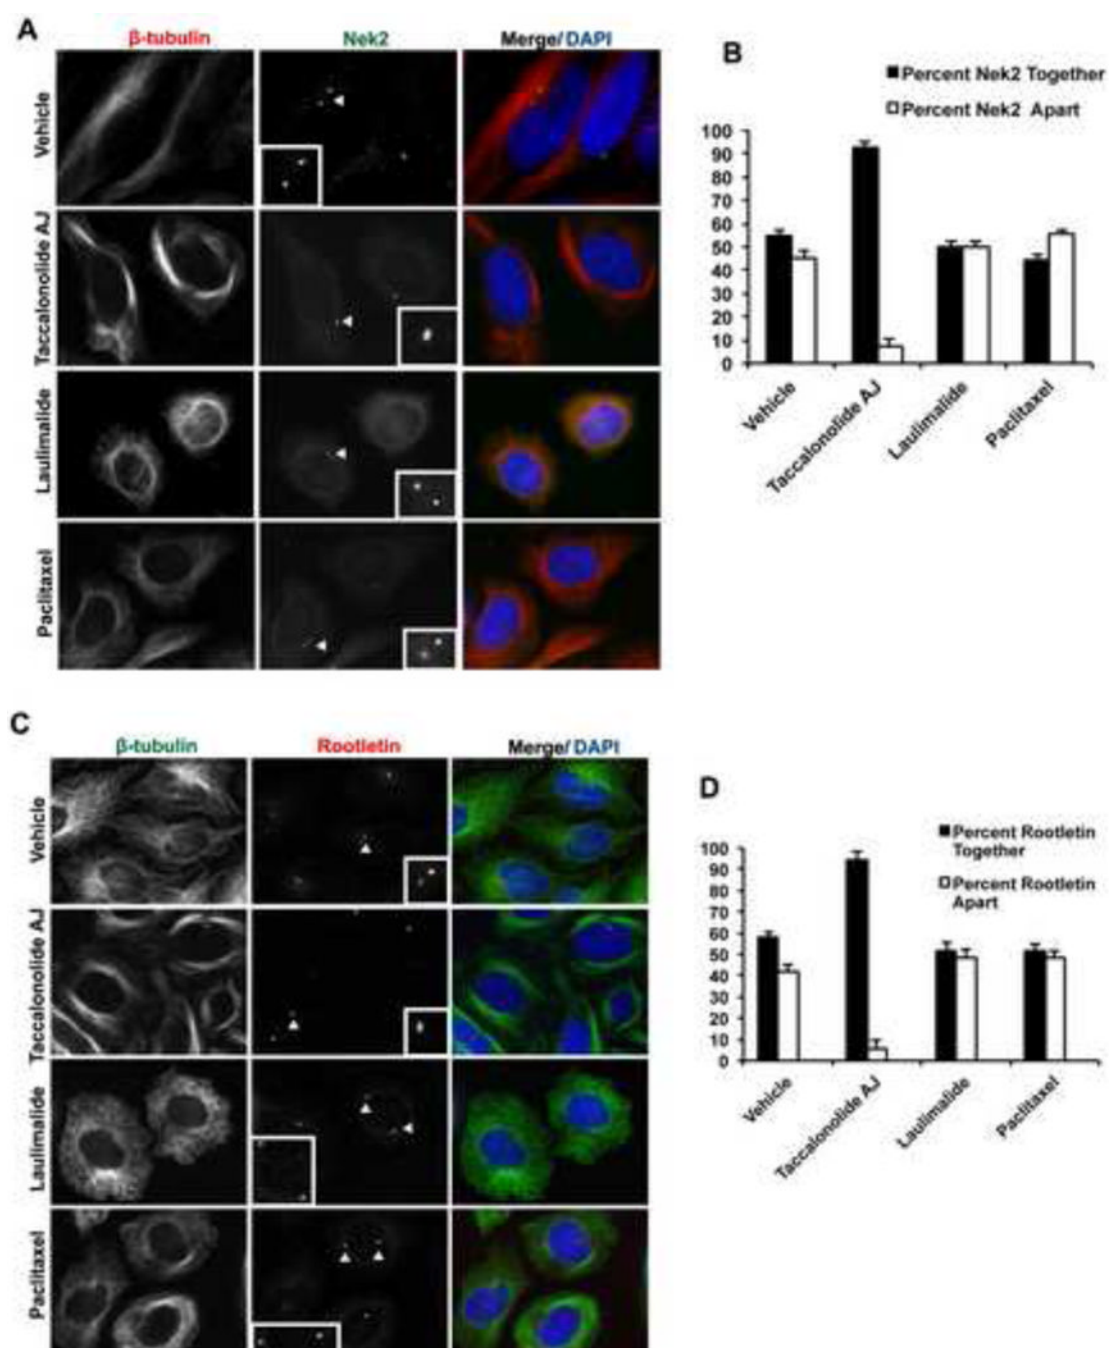 A
β-tubulin
Nek2
Merge/ DAPI
Vehicle
Taccalonolide AJ
Laulimalide
Paclitaxel
B
Percent Nek2 Together
Percent Nek2 Apart
100
90
80
70
60
50
40
30
20
10
0
Vehicle
Taccalonolide AJ
Laulimalide
Paclitaxel
C
β-tubulin
Rootletin
Merge/ DAPI
Vehicle
Taccalonolide AJ
Laulimalide
Paclitaxel
D
Percent Rootletin
Together
Percent Rootletin
Apart
100
90
80
70
60
50
40
30
20
10
0
Vehicle
Taccalonolide AJ
Laulimalide
Paclitaxel